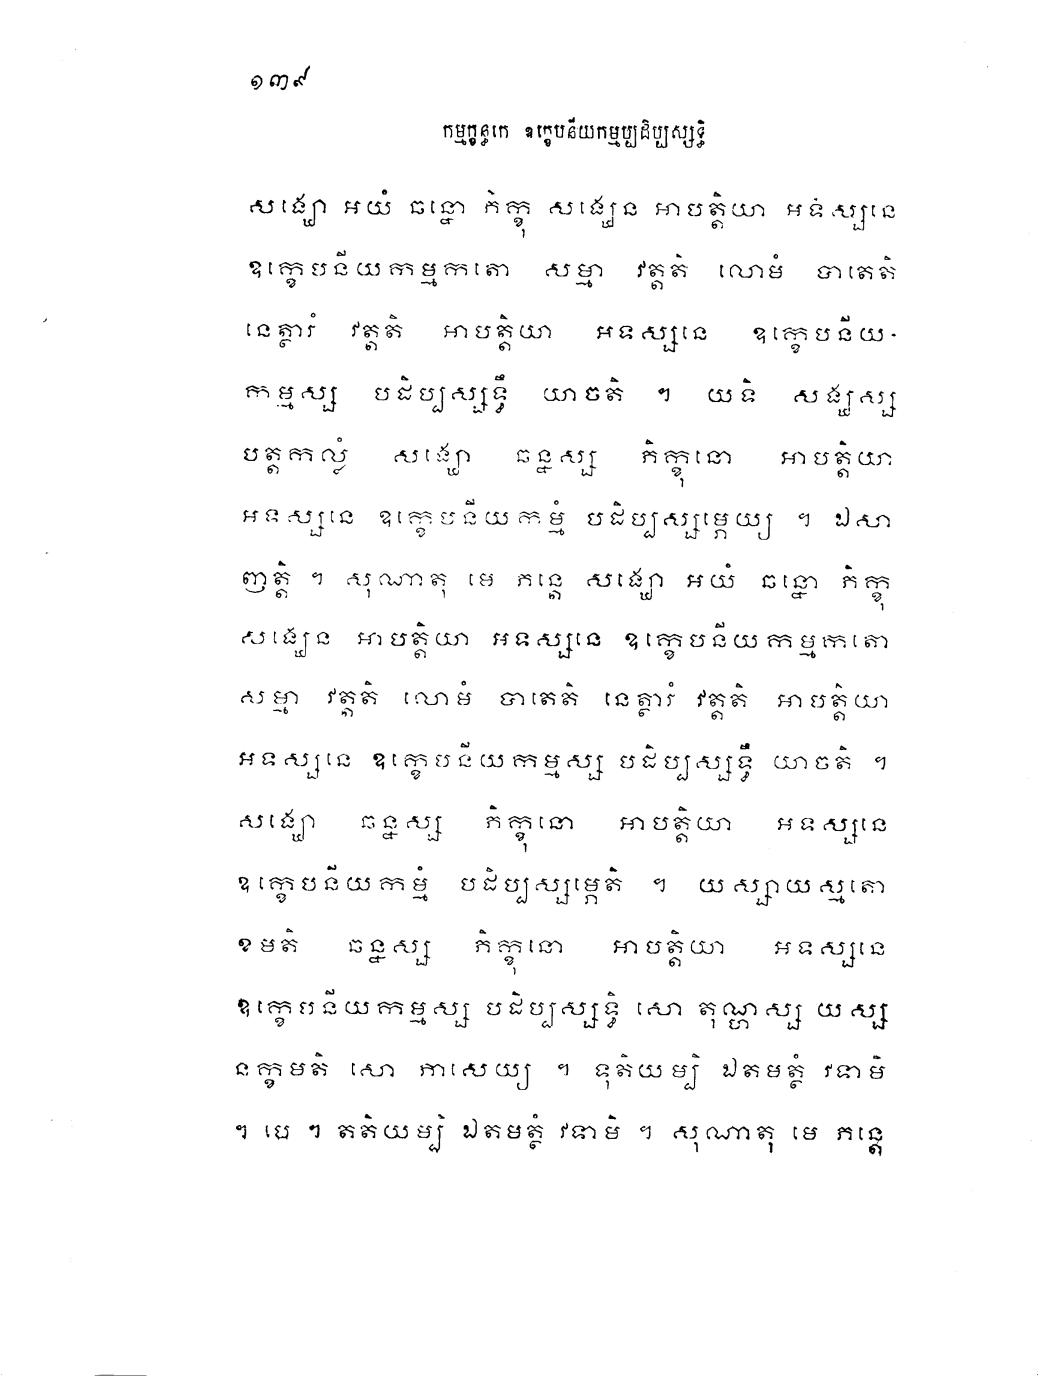 ១៣៩
កម្មក្ខន្ធកេ ឧក្ខេបនីយកម្មប្បដិប្បស្សទ្ធិ
សង្ឃោ អយំ ឆន្នោ ភិក្ខុ សង្ឃេន អាបត្តិយា អទស្សនេ
ឧក្ខេបនីយកម្មកតោ សម្មា វត្តតិ លោមំ បាតេតិ
នេត្ថារំ វត្តតិ អាបត្តិយា អទស្សនេ ឧក្ខេបនីយ-
កម្មស្ស បដិប្បស្សទ្ធឹ យាចតិ ។ យទិ សង្ឃស្ស
បត្តកល្លំ សង្ឃោ ឆន្នស្ស ភិក្ខុនោ អាបត្តិយា
អទស្សនេ ឧក្ខេបនីយកម្មំ បដិប្បស្សម្ភេយ្យ ។ ឯសា
ញត្តិ ។ សុណាតុ មេ ភន្តេ សង្ឃោ អយំ ឆន្នោ ភិក្ខុ
សង្ឃេន អាបត្តិយា អទស្សនេ ឧក្ខេបនីយកម្មកតោ
សម្មា វត្តតិ លោមំ បាតេតិ នេត្ថារំ វត្តតិ អាបត្តិយា
អទស្សនេ ឧក្ខេបនីយកម្មស្ស បដិប្បស្សទ្ធឹ យាចតិ ។
សង្ឃោ ឆន្នស្ស ភិក្ខុនោ អាបត្តិយា អទស្សនេ
ឧក្ខេបនីយកម្មំ បដិប្បស្សម្ភេតិ ។ យស្សាយស្មតោ
ខមតិ ឆន្នស្ស ភិក្ខុនោ អាបត្តិយា អទស្សនេ
ឧក្ខេបនីយកម្មស្ស បដិប្បស្សទ្ធិ សោ តុណ្ហស្ស យស្ស
នក្ខមតិ សោ ភាសេយ្យ ។ ទុតិយម្បិ ឯតមត្ថំ វទាមិ
។ បេ ។ តតិយម្បិ ឯតមត្ថំ វទាមិ ។ សុណាតុ មេ ភន្តេ